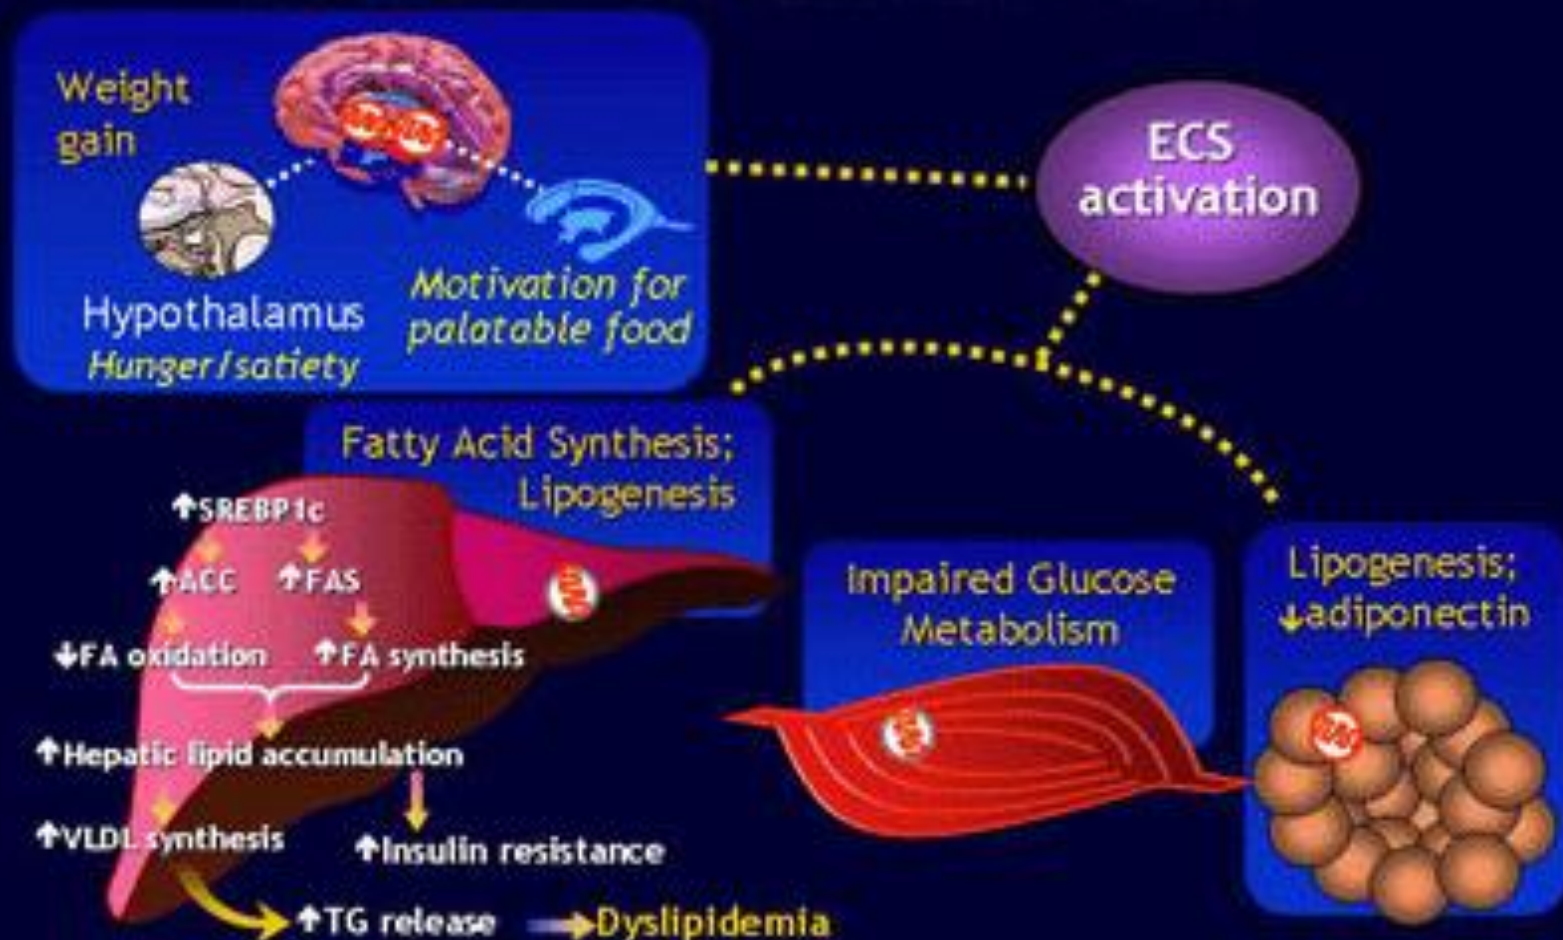 Weight
gain
Hypothalamus
Hunger/satiety
Motivation for
palatable food
ECS
activation
Fatty Acid Synthesis;
Lipogenesis
↑SREBP1c
↑ACC ↑FAS
↓FA oxidation ↑FA synthesis
↑Hepatic lipid accumulation
↑VLDL synthesis
↑Insulin resistance
↑TG release → Dyslipidemia
Impaired Glucose
Metabolism
Lipogenesis;
↓adiponectin